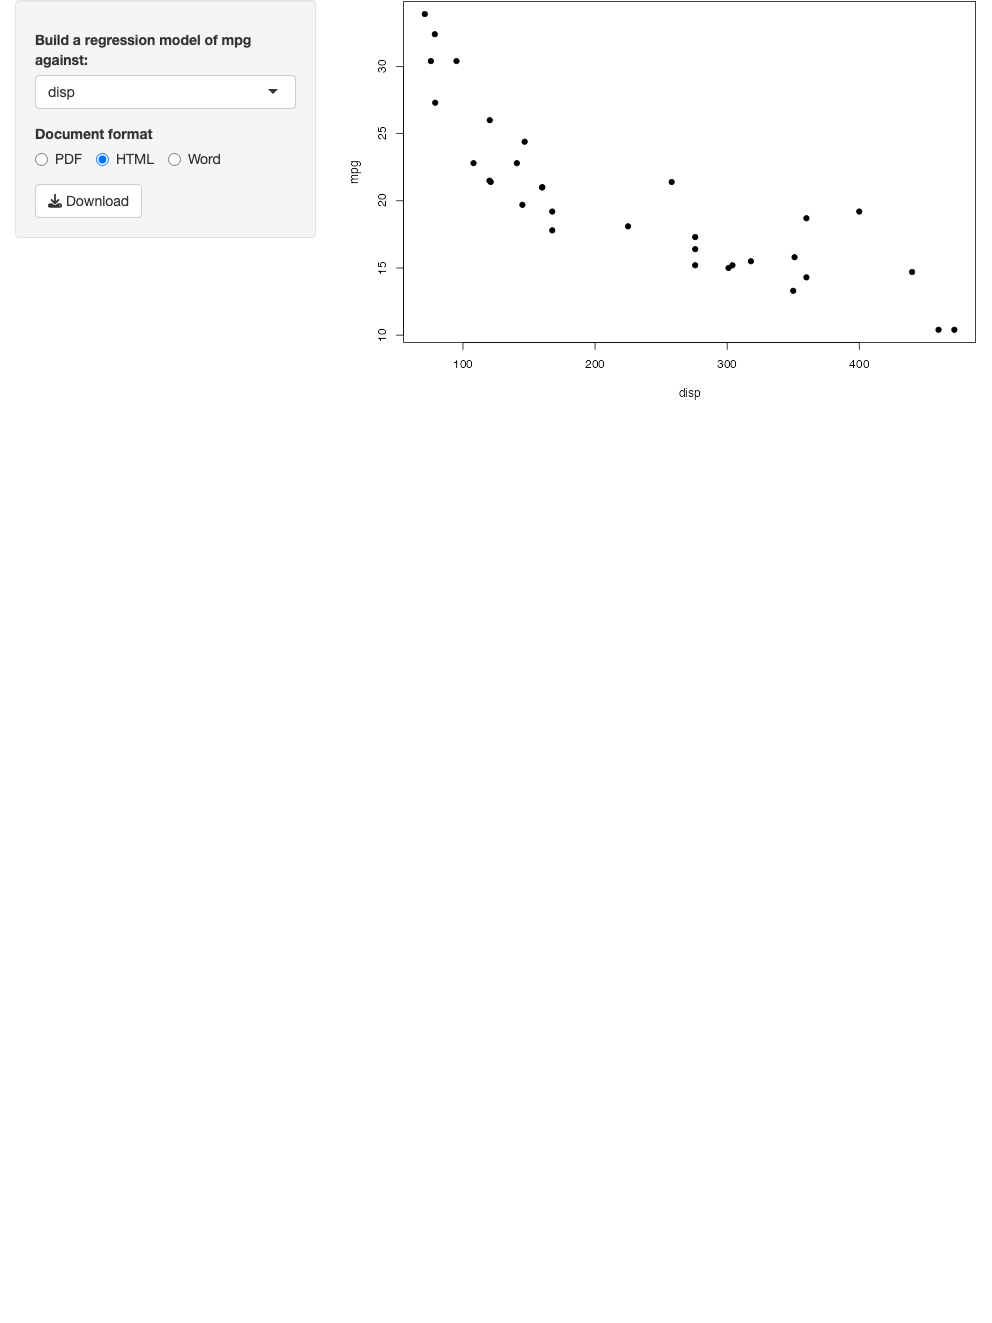 Build a regression model of mpg
against:
disp
Document format
PDF HTML Word
Download
30
25
20
15
10
mpg
100 200 300 400
disp